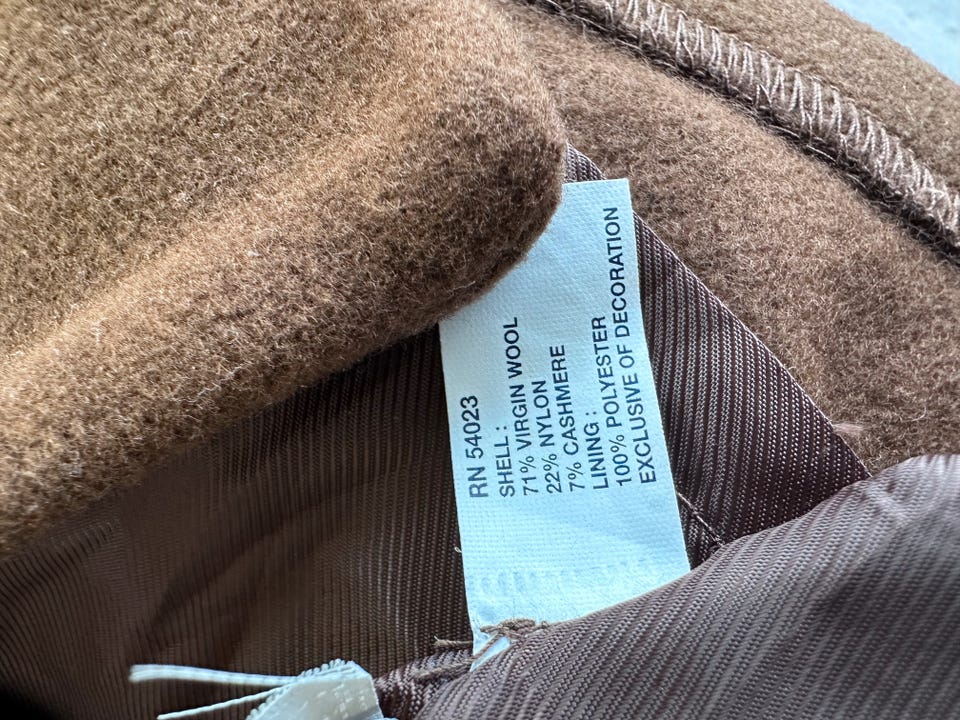 RN 54023
SHELL :
71% VIRGIN WOOL
22% NYLON
7% CASHMERE
LINING :
100% POLYESTER
EXCLUSIVE OF DECORATION